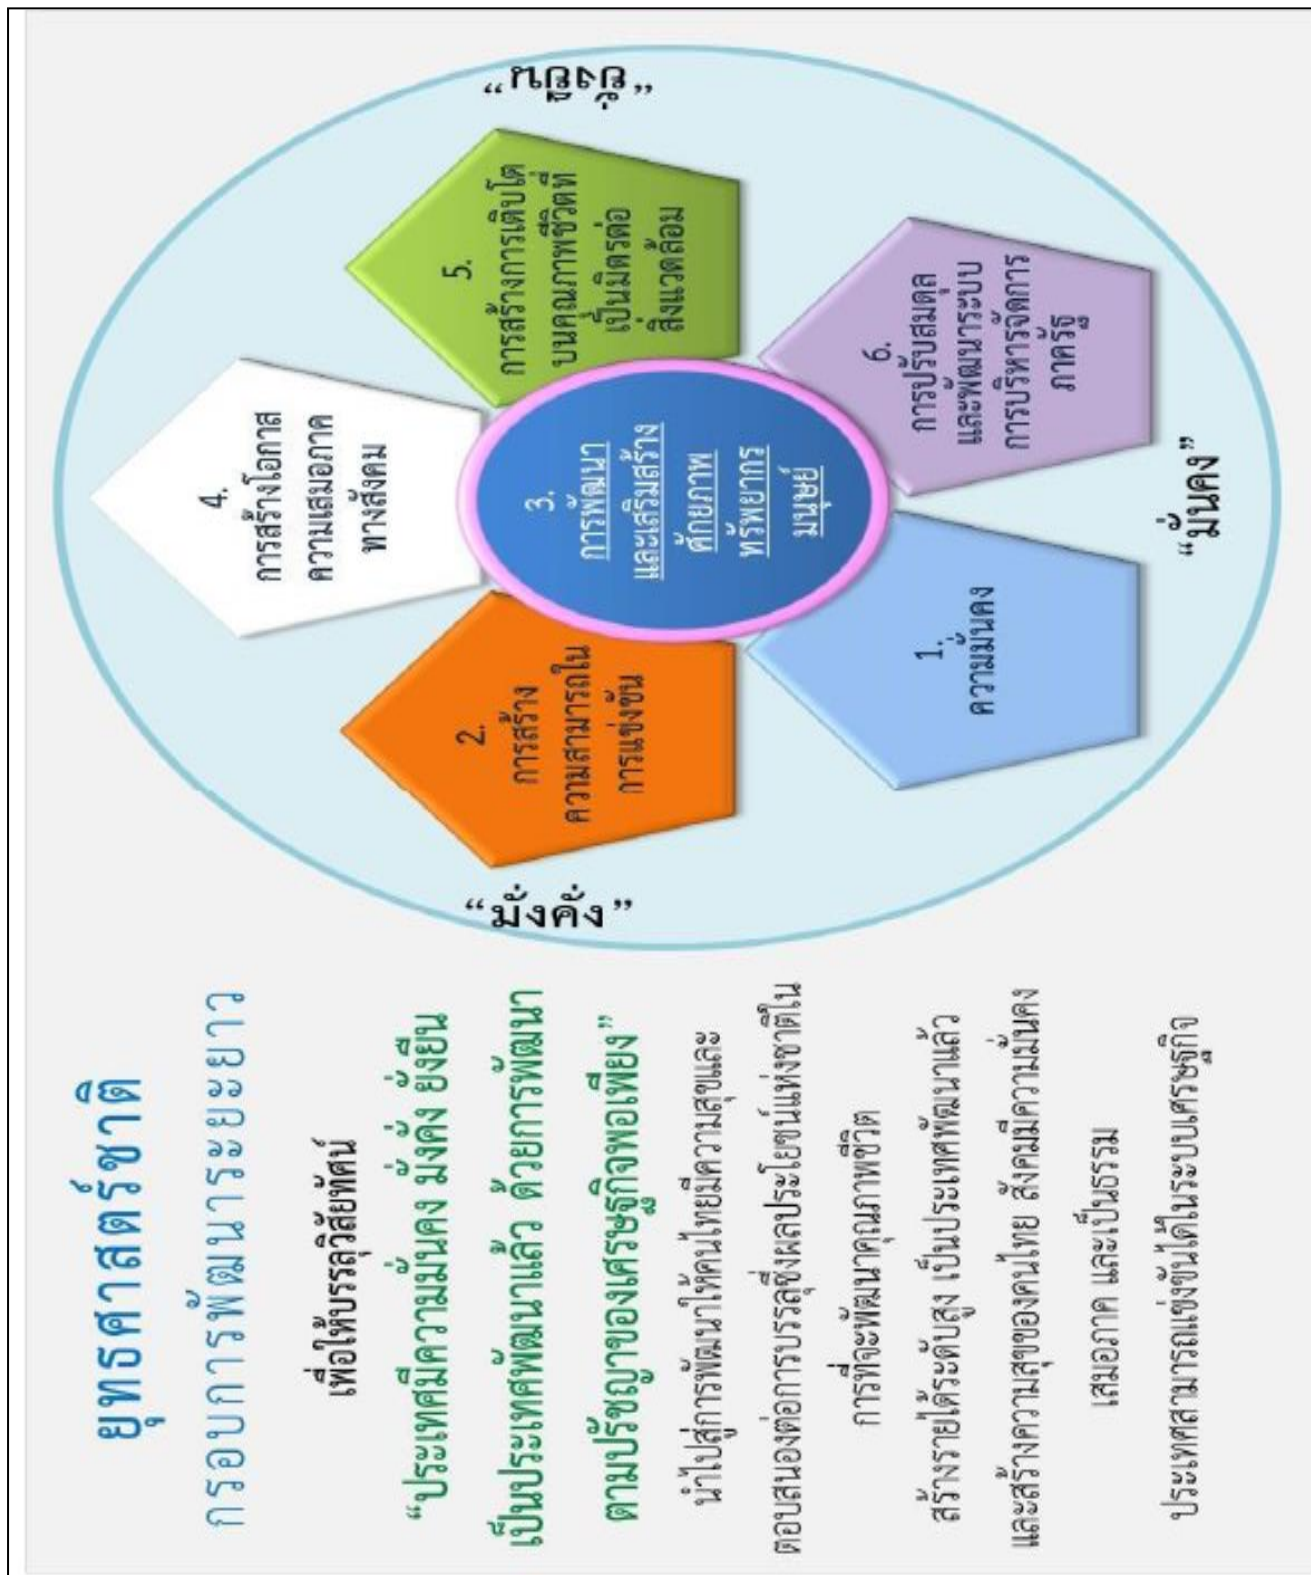 ยุทธศาสตร์ชาติ
กรอบการพัฒนาระยะยาว
เพื่อให้บรรลุวิสัยทัศน์
“ประเทศมีความมั่นคง มั่งคั่ง ยั่งยืน
เป็นประเทศพัฒนาแล้ว ด้วยการพัฒนา
ตามปรัชญาของเศรษฐกิจพอเพียง”
นำไปสู่การพัฒนาให้คนไทยมีความสุขและ
ตอบสนองต่อการบรรลุซึ่งผลประโยชน์แห่งชาติใน
การที่จะพัฒนาคุณภาพชีวิต
สร้างรายได้ระดับสูง เป็นประเทศพัฒนาแล้ว
และสร้างความสุขของคนไทย สังคมมีความมั่นคง
เสมอภาค และเป็นธรรม
ประเทศสามารถแข่งขันได้ในระบบเศรษฐกิจ
“มั่งคั่ง”
“ยั่งยืน”
“มั่นคง”
4.
การสร้างโอกาส
ความเสมอภาค
ทางสังคม
2.
การสร้าง
ความสามารถใน
การแข่งขัน
5.
การสร้างการเติบโต
บนคุณภาพชีวิตที่
เป็นมิตรต่อ
สิ่งแวดล้อม
3.
การพัฒนา
และเสริมสร้าง
ศักยภาพ
ทรัพยากร
มนุษย์
1.
ความมั่นคง
6.
การปรับสมดุล
และพัฒนาระบบ
การบริหารจัดการ
ภาครัฐ